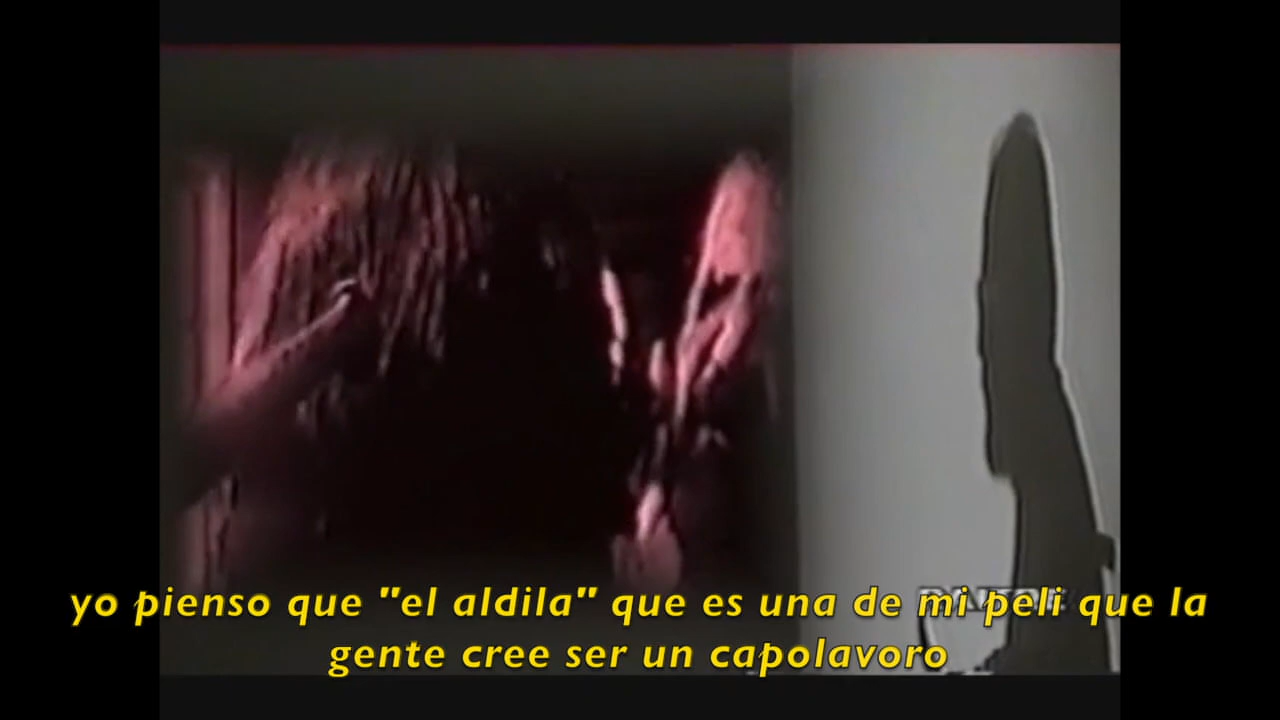 yo pienso que "el aldila" que es una de mi peli que la
gente cree ser un capolavoro